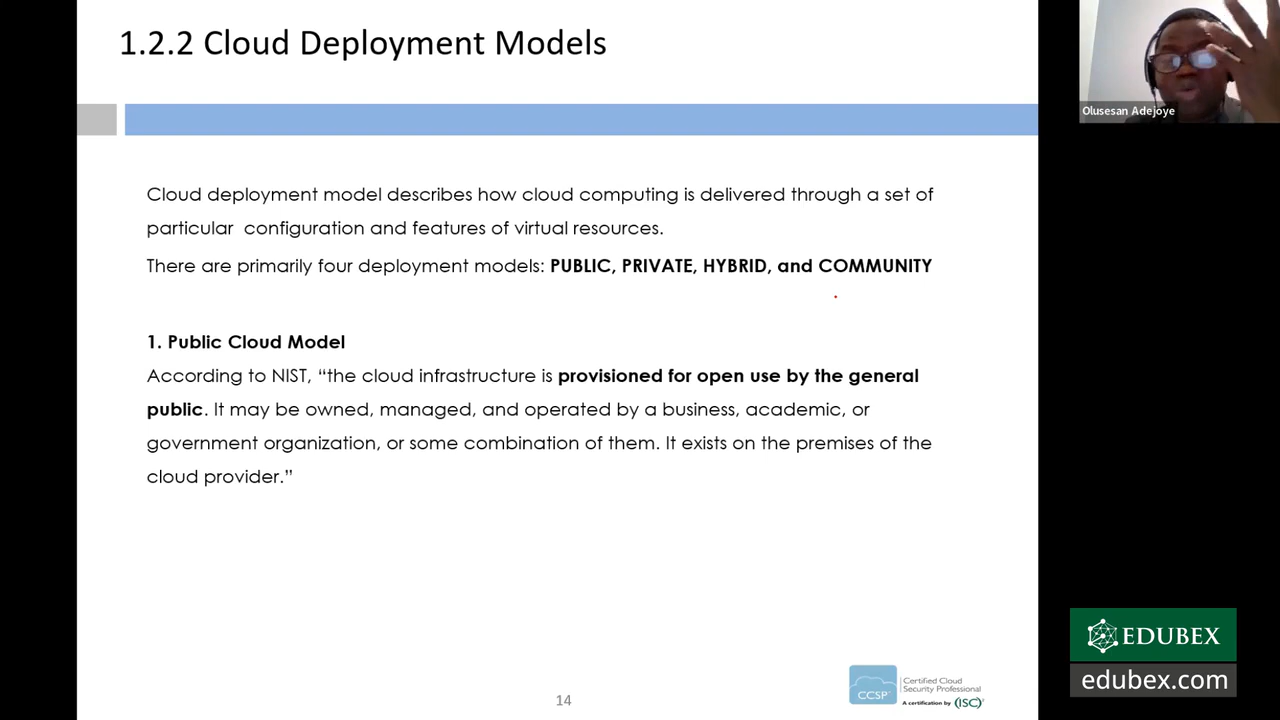 1.2.2 Cloud Deployment Models
Olusesan Adejoye
Cloud deployment model describes how cloud computing is delivered through a set of
particular  configuration and features of virtual resources.
There are primarily four deployment models: PUBLIC, PRIVATE, HYBRID, and COMMUNITY
1. Public Cloud Model
According to NIST, “the cloud infrastructure is provisioned for open use by the general
public. It may be owned, managed, and operated by a business, academic, or
government organization, or some combination of them. It exists on the premises of the
cloud provider.”
EDUBEX
edubex.com
CCSP
Certified Cloud
Security Professional
A certification by (ISC)²
14